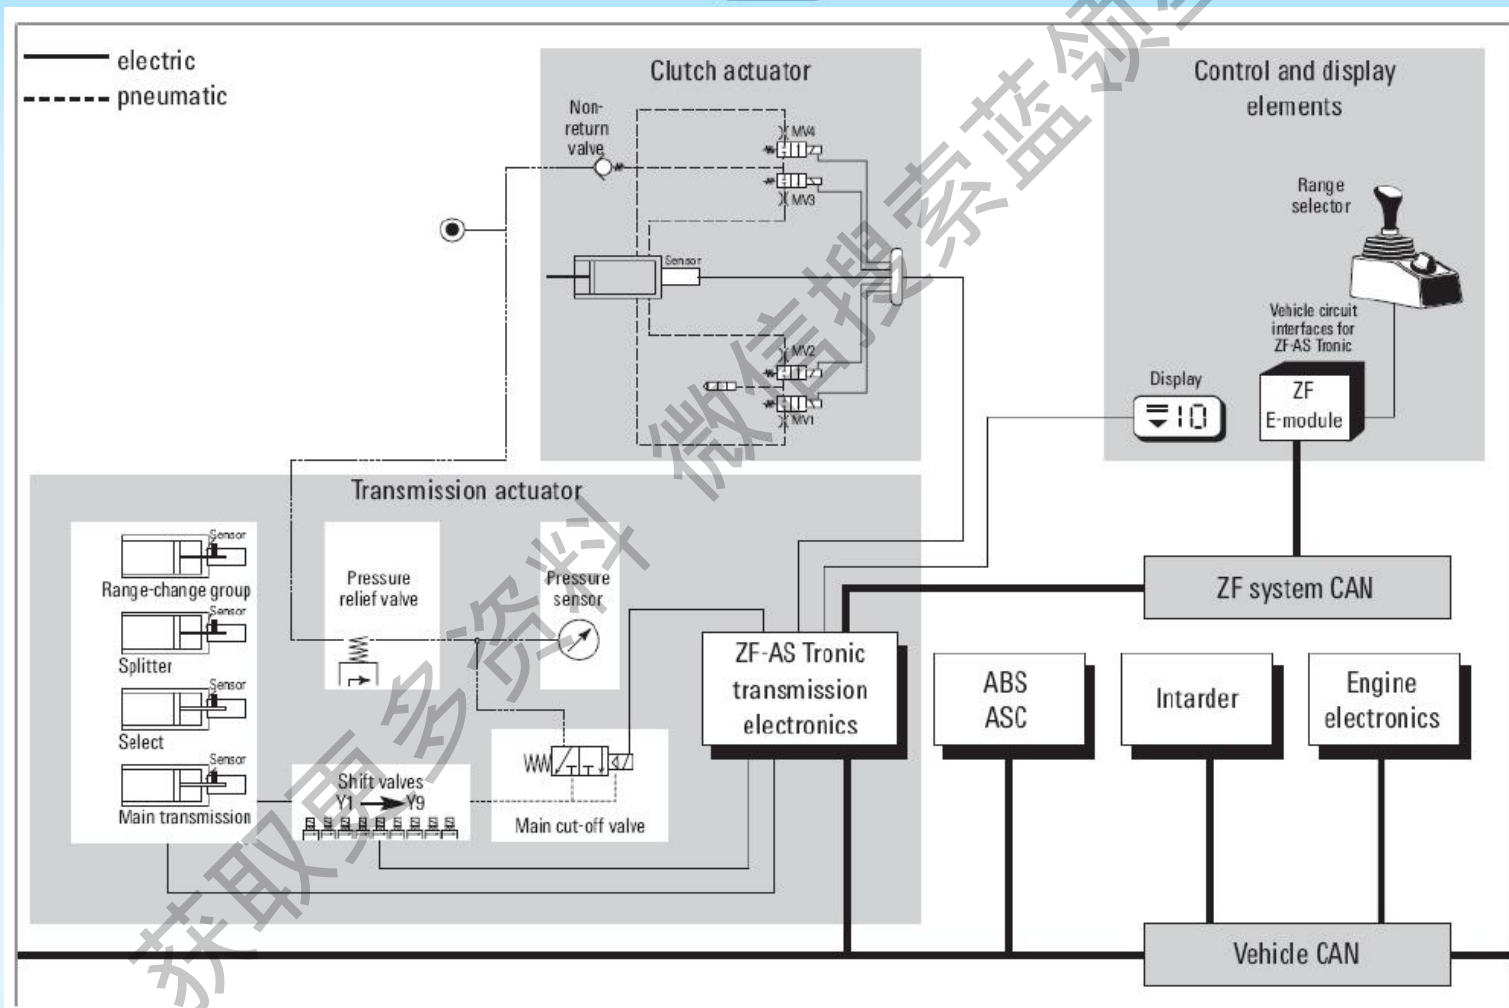 electric
pneumatic
Clutch actuator
Non-
return
valve
MV4
MV3
Sensor
MV2
MV1
Control and display
elements
Range
selector
Vehicle circuit
interfaces for
ZF-AS Tronic
Display
10
ZF
E-module
Transmission actuator
Sensor
Range-change group
Sensor
Splitter
Sensor
Select
Sensor
Main transmission
Pressure
relief valve
Pressure
sensor
Shift valves
Y1 Y9
Main cut-off valve
ZF-AS Tronic
transmission
electronics
ZF system CAN
ABS
ASC
Intarder
Engine
electronics
Vehicle CAN
获取更多资料 微信搜索蓝领